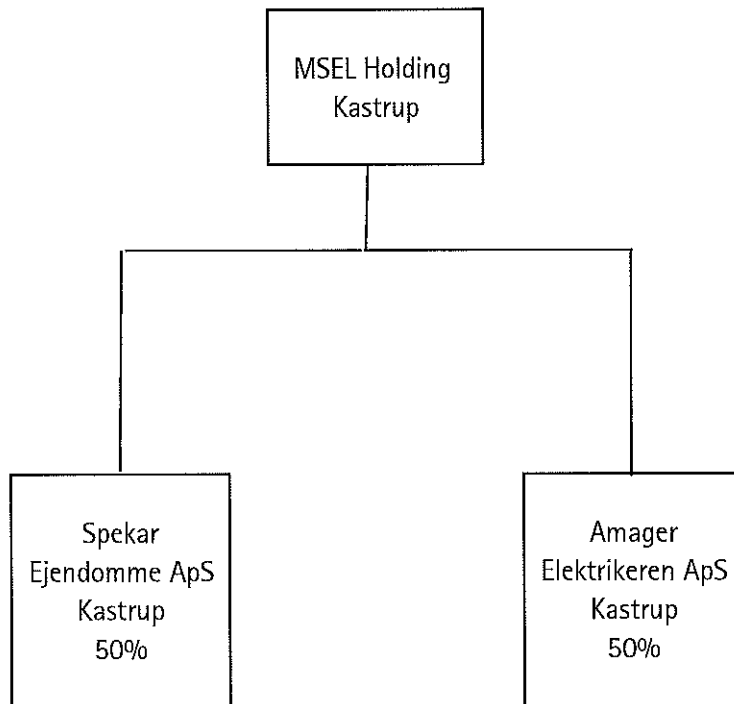 MSEL Holding
Kastrup
Spekar
Ejendomme ApS
Kastrup
50%
Amager
Elektrikeren ApS
Kastrup
50%